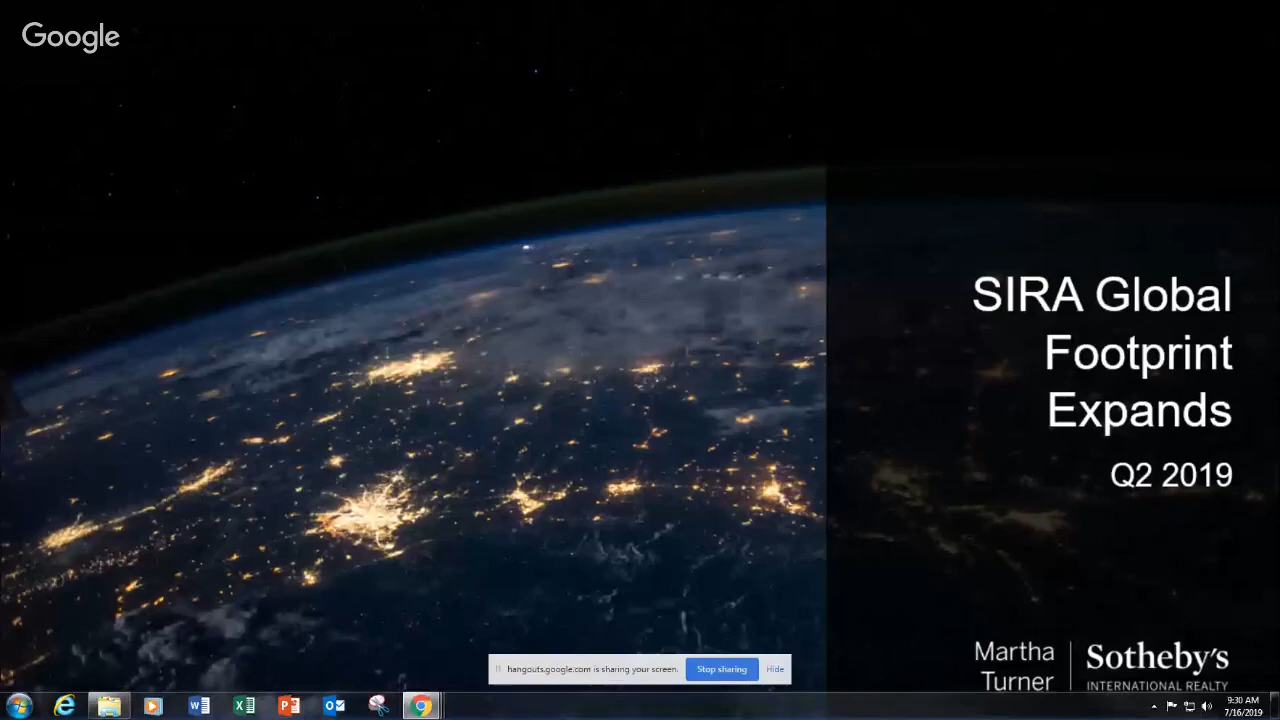 Google
SIRA Global
Footprint
Expands
Q2 2019
Martha
Turner
Sotheby's
INTERNATIONAL REALTY
hangouts.google.com is sharing your screen.
Stop sharing
Hide
9:30 AM
7/16/2019